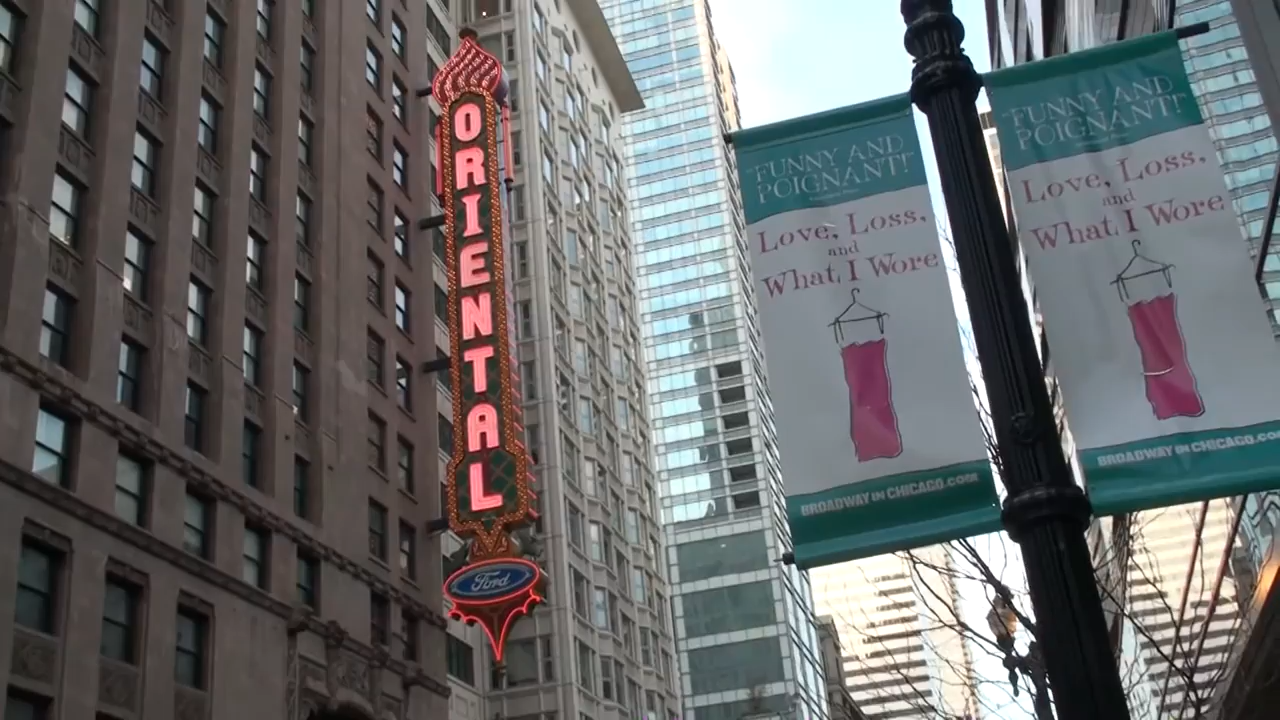 ORIENTAL
Ford
"FUNNY AND
POIGNANT!"
Love, Loss,
and
What I Wore
BROADWAY IN CHICAGO.COM
"FUNNY AND
POIGNANT!"
Love, Loss,
and
What I Wore
BROADWAY IN CHICAGO.CO